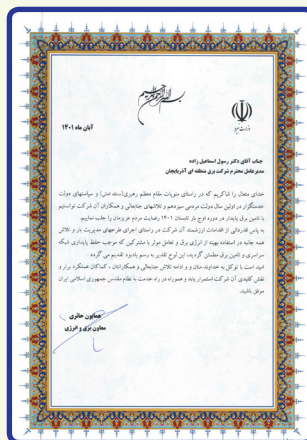 بسم الله الرحمن الرحیم
وزارت نیرو
آبان ماه ۱۴۰۱
جناب آقای دکتر رسول اسماعیل زاده
مدیرعامل محترم شرکت برق منطقه ای آذربایجان
خدای متعال را شاکریم که در راستای منویات مقام معظم رهبری(مدظله العالی) و سیاستهای دولت
خدمتگزار در اولین سال دولت مردمی سیزدهم و تلاشهای جنابعالی و همکاران آن شرکت توانستیم
با تامین برق پایدار در دوره اوج بار تابستان ۱۴۰۱ رضایت مردم عزیزمان را جلب نماییم.
به پاس قدردانی از اقدامات ارزشمند آن شرکت در راستای اجرای طرحهای مدیریت بار و تلاش
همه جانبه در استفاده بهینه از انرژی برق و تعامل موثر با مشترکین که موجب حفظ پایداری شبکه
سراسری و تامین برق مطمئن گردید، این لوح تقدیر به رسم یادبود تقدیم می گردد.
امید است با توکل به خداوند منان و و ادامه تلاش جنابعالی و همکارانتان ، کماکان عملکرد برتر و
نقش کلیدی آن شرکت استمرار یابد و همواره در راه خدمت به نظام مقدس جمهوری اسلامی ایران
موفق باشید.
همایون حائری
معاون برق و انرژی